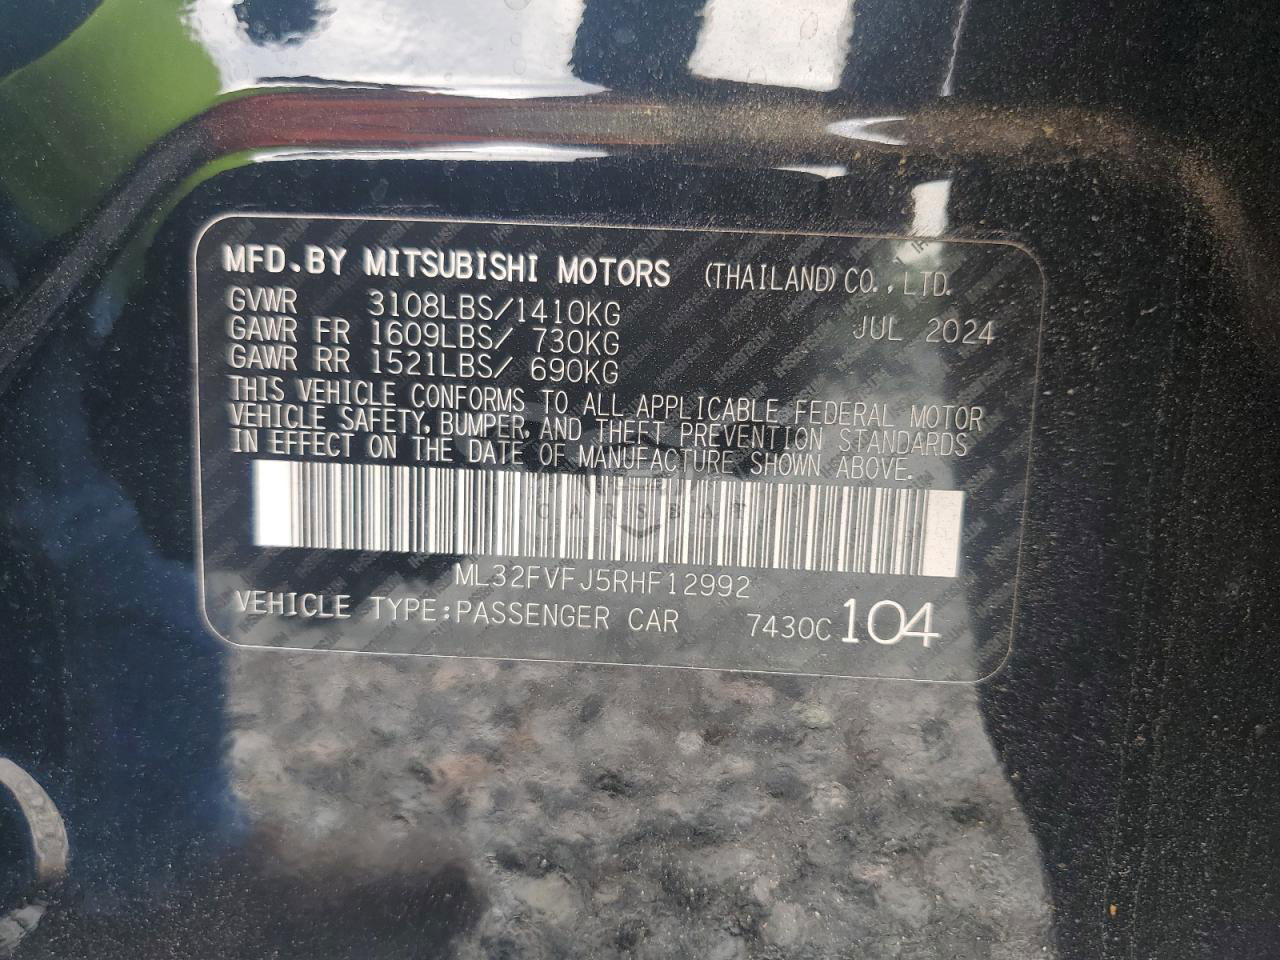 MFD.BY MITSUBISHI MOTORS (THAILAND)CO.,LTD.
GVWR 3108LBS/1410KG JUL 2024
GAWR FR 1609LBS/ 730KG
GAWR RR 1521LBS/ 690KG
THIS VEHICLE CONFORMS TO ALL APPLICABLE FEDERAL MOTOR
VEHICLE SAFETY, BUMPER, AND THEFT PREVENTION STANDARDS
IN EFFECT ON THE DATE OF MANUFACTURE SHOWN ABOVE.
CARSBAT
ML32FVFJ5RHF12992
VEHICLE TYPE:PASSENGER CAR 7430C 104